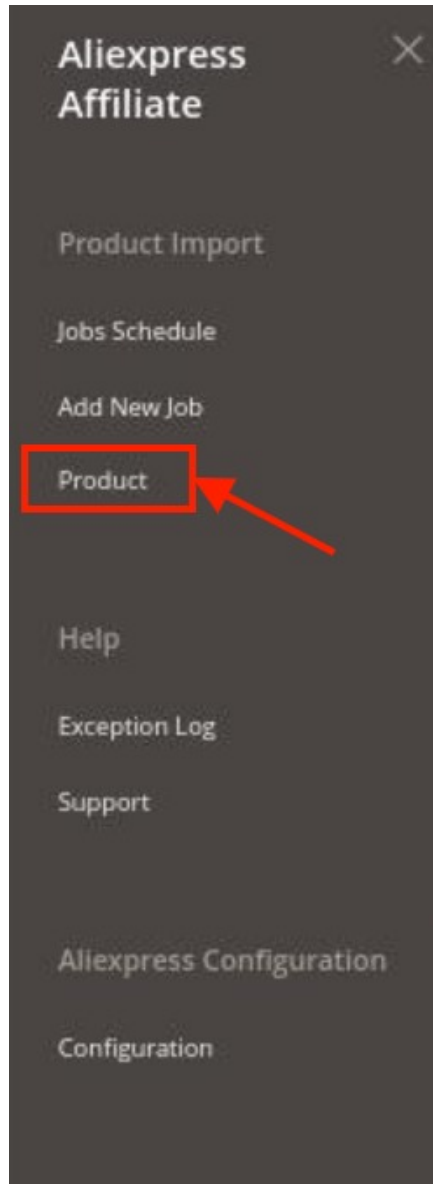 Aliexpress
Affiliate
Product Import
Jobs Schedule
Add New Job
Product
Help
Exception Log
Support
Aliexpress Configuration
Configuration